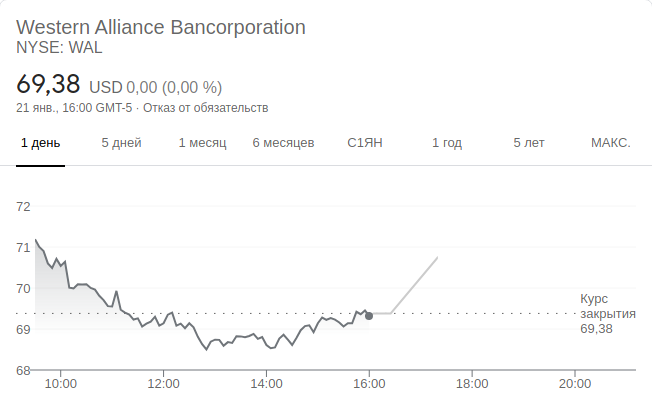 Western Alliance Bancorporation
NYSE: WAL
69,38 USD 0,00 (0,00 %)
21 янв., 16:00 GMT-5 · Отказ от обязательств
1 день 5 дней 1 месяц 6 месяцев С1ЯН 1 год 5 лет МАКС.
72
71
70
Курс
закрытия
69,38
69
68
10:00 12:00 14:00 16:00 18:00 20:00